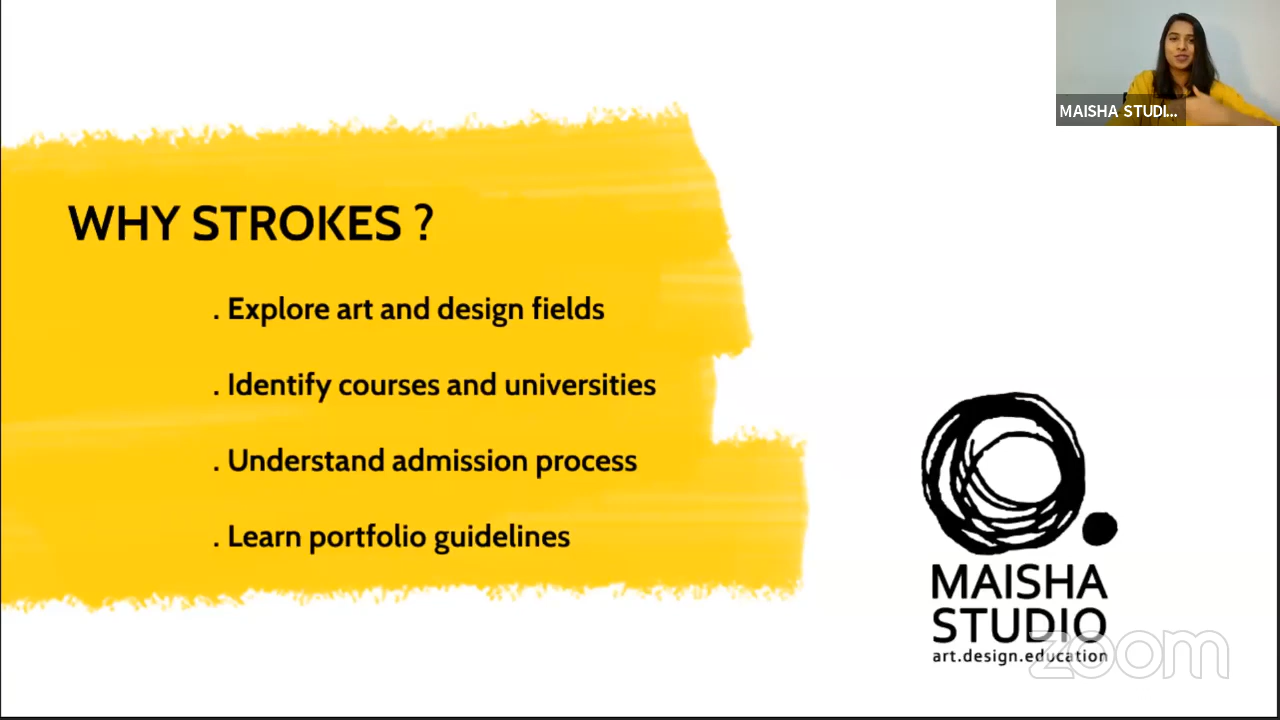 MAISHA STUDI...
WHY STROKES ?
. Explore art and design fields
. Identify courses and universities
. Understand admission process
. Learn portfolio guidelines
MAISHA
STUDIO
art.design.education
zoom